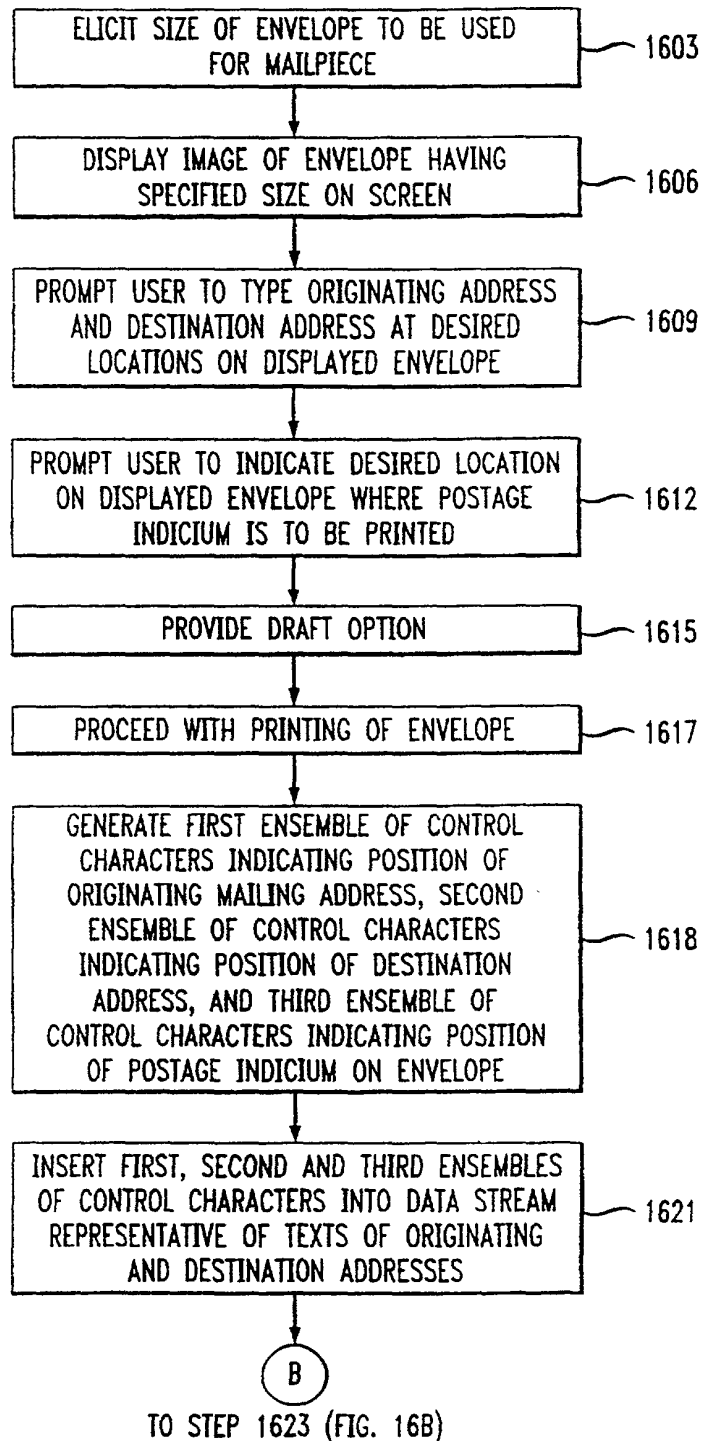 ELICIT SIZE OF ENVELOPE TO BE USED
FOR MAILPIECE
1603
DISPLAY IMAGE OF ENVELOPE HAVING
SPECIFIED SIZE ON SCREEN
1606
PROMPT USER TO TYPE ORIGINATING ADDRESS
AND DESTINATION ADDRESS AT DESIRED
LOCATIONS ON DISPLAYED ENVELOPE
1609
PROMPT USER TO INDICATE DESIRED LOCATION
ON DISPLAYED ENVELOPE WHERE POSTAGE
INDICIUM IS TO BE PRINTED
1612
PROVIDE DRAFT OPTION
1615
PROCEED WITH PRINTING OF ENVELOPE
1617
GENERATE FIRST ENSEMBLE OF CONTROL
CHARACTERS INDICATING POSITION OF
ORIGINATING MAILING ADDRESS, SECOND
ENSEMBLE OF CONTROL CHARACTERS
INDICATING POSITION OF DESTINATION
ADDRESS, AND THIRD ENSEMBLE OF
CONTROL CHARACTERS INDICATING POSITION
OF POSTAGE INDICIUM ON ENVELOPE
1618
INSERT FIRST, SECOND AND THIRD ENSEMBLES
OF CONTROL CHARACTERS INTO DATA STREAM
REPRESENTATIVE OF TEXTS OF ORIGINATING
AND DESTINATION ADDRESSES
1621
B
TO STEP 1623 (FIG. 16B)